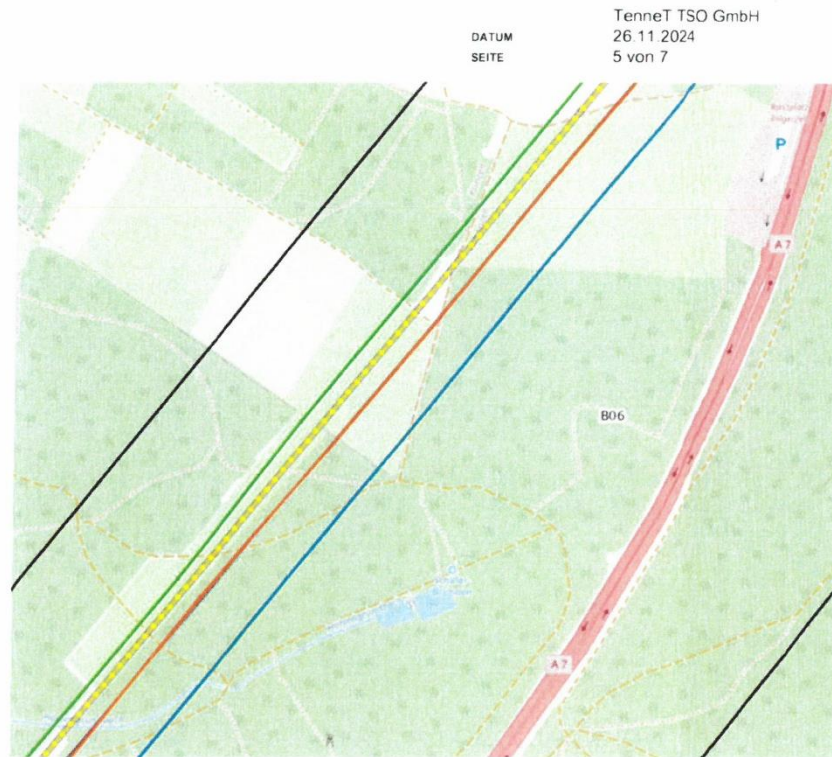 TenneT TSO GmbH
DATUM 26.11.2024
SEITE 5 von 7
P
A 7
B06
A 7